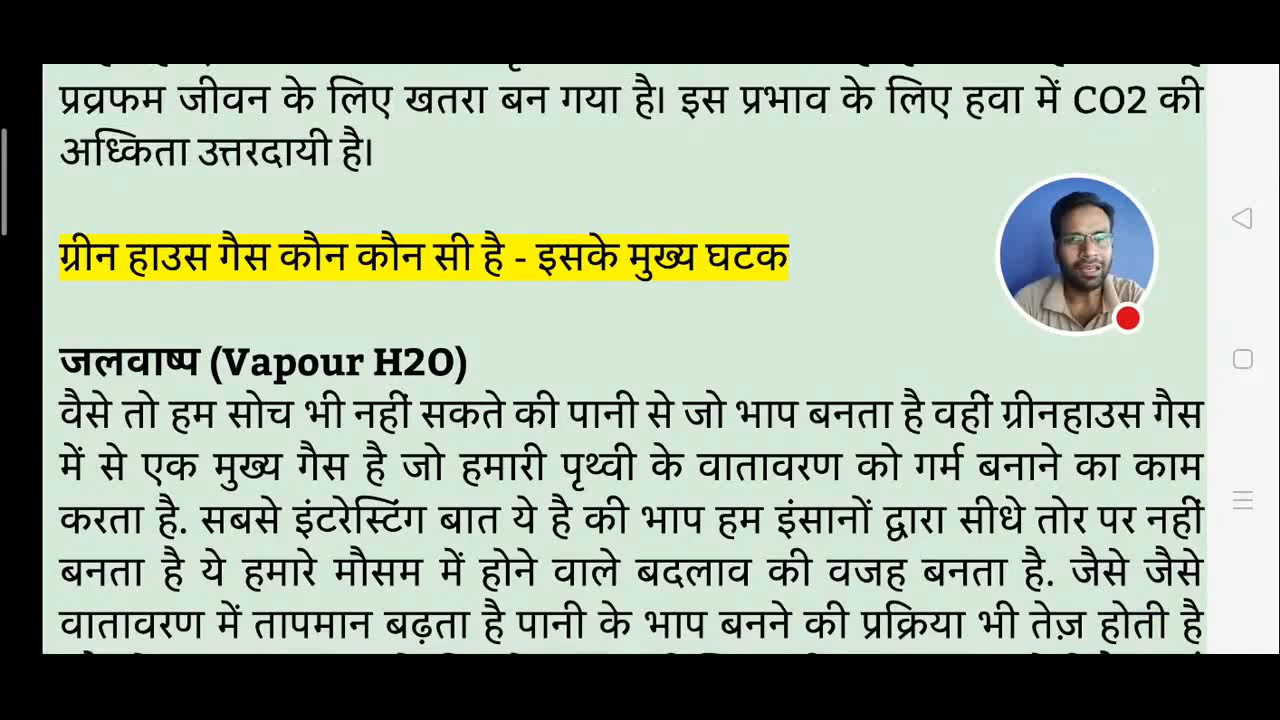 प्रव्रफम जीवन के लिए खतरा बन गया है। इस प्रभाव के लिए हवा में CO2 की
अध्किता उत्तरदायी है।
ग्रीन हाउस गैस कौन कौन सी है - इसके मुख्य घटक
जलवाष्प (Vapour H2O)
वैसे तो हम सोच भी नहीं सकते की पानी से जो भाप बनता है वहीं ग्रीनहाउस गैस
में से एक मुख्य गैस है जो हमारी पृथ्वी के वातावरण को गर्म बनाने का काम
करता है. सबसे इंटरेस्टिंग बात ये है की भाप हम इंसानों द्वारा सीधे तोर पर नहीं
बनता है ये हमारे मौसम में होने वाले बदलाव की वजह बनता है. जैसे जैसे
वातावरण में तापमान बढ़ता है पानी के भाप बनने की प्रक्रिया भी तेज़ होती है